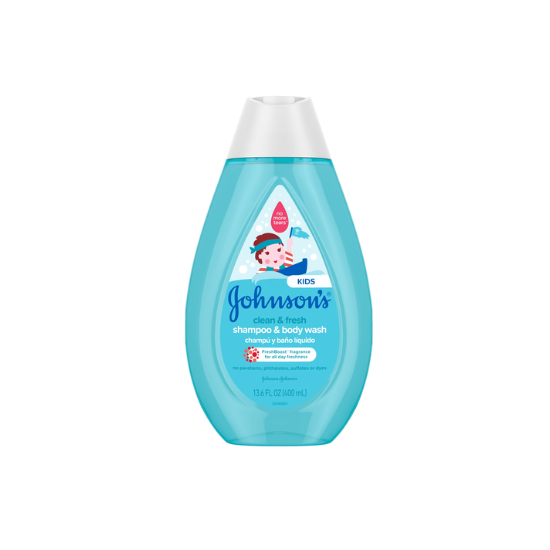 no
more
tears®
KIDS
Johnson's®
clean & fresh
shampoo & body wash
champú y baño líquido
FreshBoost™ fragrance
for all day freshness
no parabens, phthalates, sulfates or dyes
Johnson & Johnson
13.6 FL OZ (400 mL)